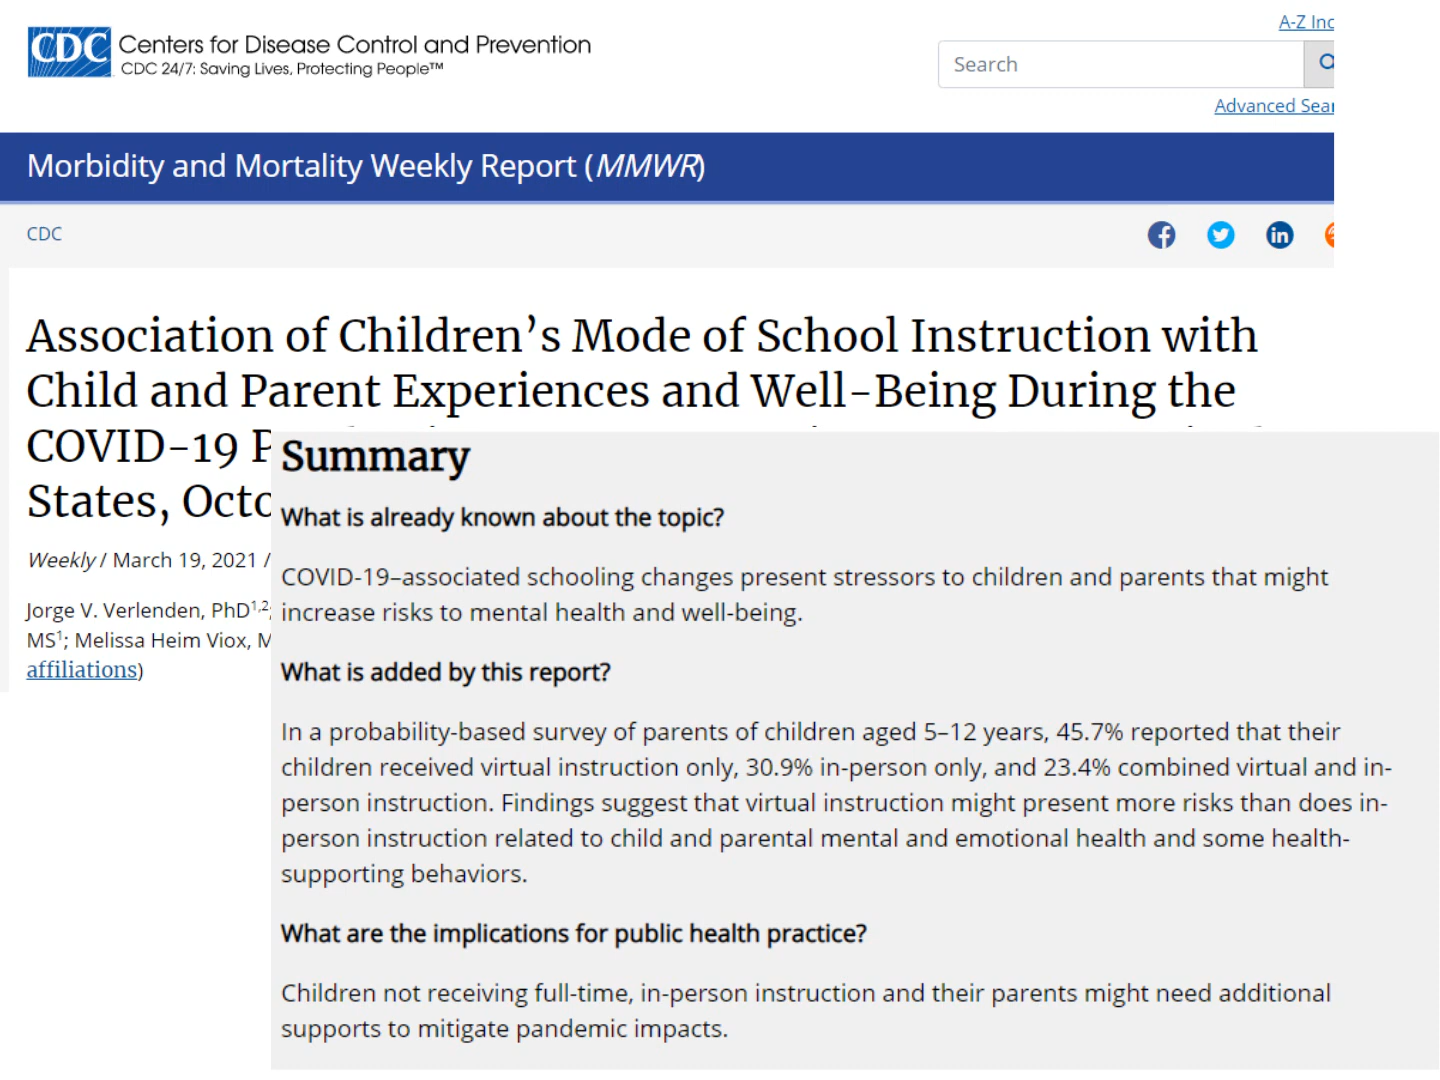 A-Z Inc
CDC Centers for Disease Control and Prevention
CDC 24/7: Saving Lives, Protecting People™
Search
Advanced Sear
Morbidity and Mortality Weekly Report (MMWR)
CDC
Association of Children’s Mode of School Instruction with
Child and Parent Experiences and Well-Being During the
COVID-19 P
States, Octo
Weekly / March 19, 2021 /
Jorge V. Verlenden, PhD1,2;
MS1; Melissa Heim Viox, M
affiliations)
Summary
What is already known about the topic?
COVID-19–associated schooling changes present stressors to children and parents that might
increase risks to mental health and well-being.
What is added by this report?
In a probability-based survey of parents of children aged 5–12 years, 45.7% reported that their
children received virtual instruction only, 30.9% in-person only, and 23.4% combined virtual and in-
person instruction. Findings suggest that virtual instruction might present more risks than does in-
person instruction related to child and parental mental and emotional health and some health-
supporting behaviors.
What are the implications for public health practice?
Children not receiving full-time, in-person instruction and their parents might need additional
supports to mitigate pandemic impacts.